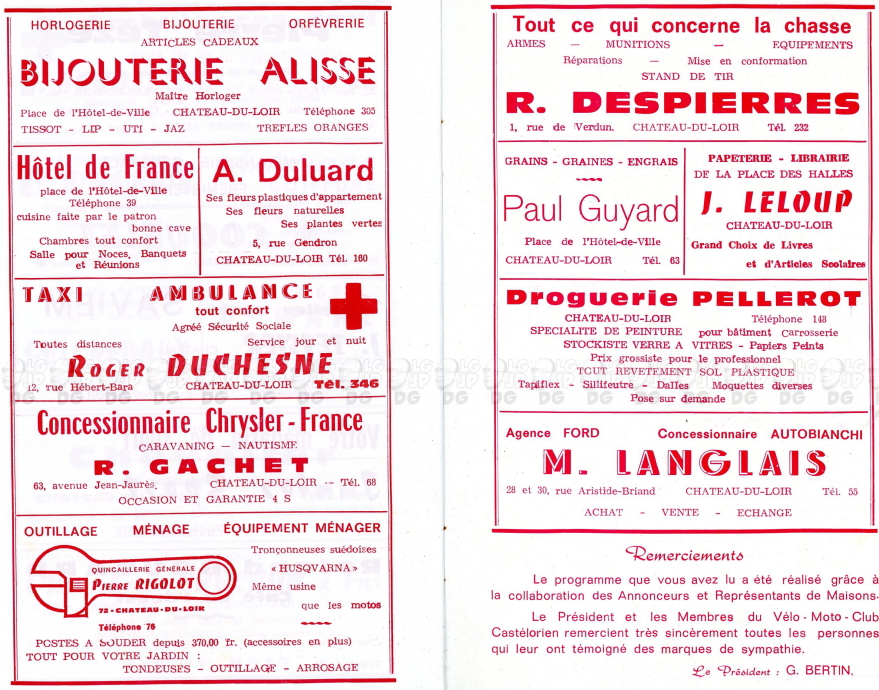 HORLOGERIE BIJOUTERIE ORFÉVRERIE
ARTICLES CADEAUX
BIJOUTERIE ALISSE
Maître Horloger
Place de l'Hôtel-de-Ville CHATEAU-DU-LOIR Téléphone 305
TISSOT - LIP - UTI - JAZ TREFLES ORANGES
Hôtel de France
place de l'Hôtel-de-Ville
Téléphone 39
cuisine faite par le patron
bonne cave
Chambres tout confort
Salle pour Noces, Banquets
et Réunions
A. Duluard
Ses fleurs plastiques d'appartement
Ses fleurs naturelles
Ses plantes vertes
5, rue Gendron
CHATEAU-DU-LOIR Tél. 160
TAXI AMBULANCE
tout confort
Agréé Sécurité Sociale
Toutes distances Service jour et nuit
ROGER DUCHESNE
12, rue Hébert-Bara CHATEAU-DU-LOIR Tél. 346
Concessionnaire Chrysler - France
CARAVANING — NAUTISME
R. GACHET
63, avenue Jean-Jaurès, CHATEAU-DU-LOIR -- Tél. 68
OCCASION ET GARANTIE 4 S
OUTILLAGE MÉNAGE ÉQUIPEMENT MÉNAGER
QUINCAILLERIE GÉNÉRALE
PIERRE RIGOLOT
72 - CHATEAU-DU-LOIR
Téléphone 76
Tronçonneuses suédoises
« HUSQVARNA »
Même usine
que les motos
POSTES A SOUDER depuis 370,00 fr. (accessoires en plus)
TOUT POUR VOTRE JARDIN :
TONDEUSES - OUTILLAGE - ARROSAGE
Tout ce qui concerne la chasse
ARMES — MUNITIONS — EQUIPEMENTS
Réparations — Mise en conformation
STAND DE TIR
R. DESPIERRES
1, rue de Verdun. CHATEAU-DU-LOIR Tél. 232
GRAINS - GRAINES - ENGRAIS
Paul Guyard
Place de l'Hôtel-de-Ville
CHATEAU-DU-LOIR Tél. 63
PAPETERIE - LIBRAIRIE
DE LA PLACE DES HALLES
J. LELOUP
CHATEAU-DU-LOIR
Grand Choix de Livres
et d'Articles Scolaires
Droguerie PELLEROT
CHATEAU-DU-LOIR Téléphone 148
SPECIALITE DE PEINTURE pour bâtiment Carrosserie
STOCKISTE VERRE A VITRES - Papiers Peints
Prix grossiste pour le professionnel
TOUT REVETEMENT SOL PLASTIQUE
Tapiflex - Sillifeutre - Dalles Moquettes diverses
Pose sur demande
Agence FORD Concessionnaire AUTOBIANCHI
M. LANGLAIS
28 et 30, rue Aristide-Briand CHATEAU-DU-LOIR Tél. 55
ACHAT - VENTE - ECHANGE
Remerciements
Le programme que vous avez lu a été réalisé grâce à
la collaboration des Annonceurs et Représentants de Maisons.
Le Président et les Membres du Vélo - Moto - Club
Castélorien remercient très sincèrement toutes les personnes
qui leur ont témoigné des marques de sympathie.
Le Président : G. BERTIN.